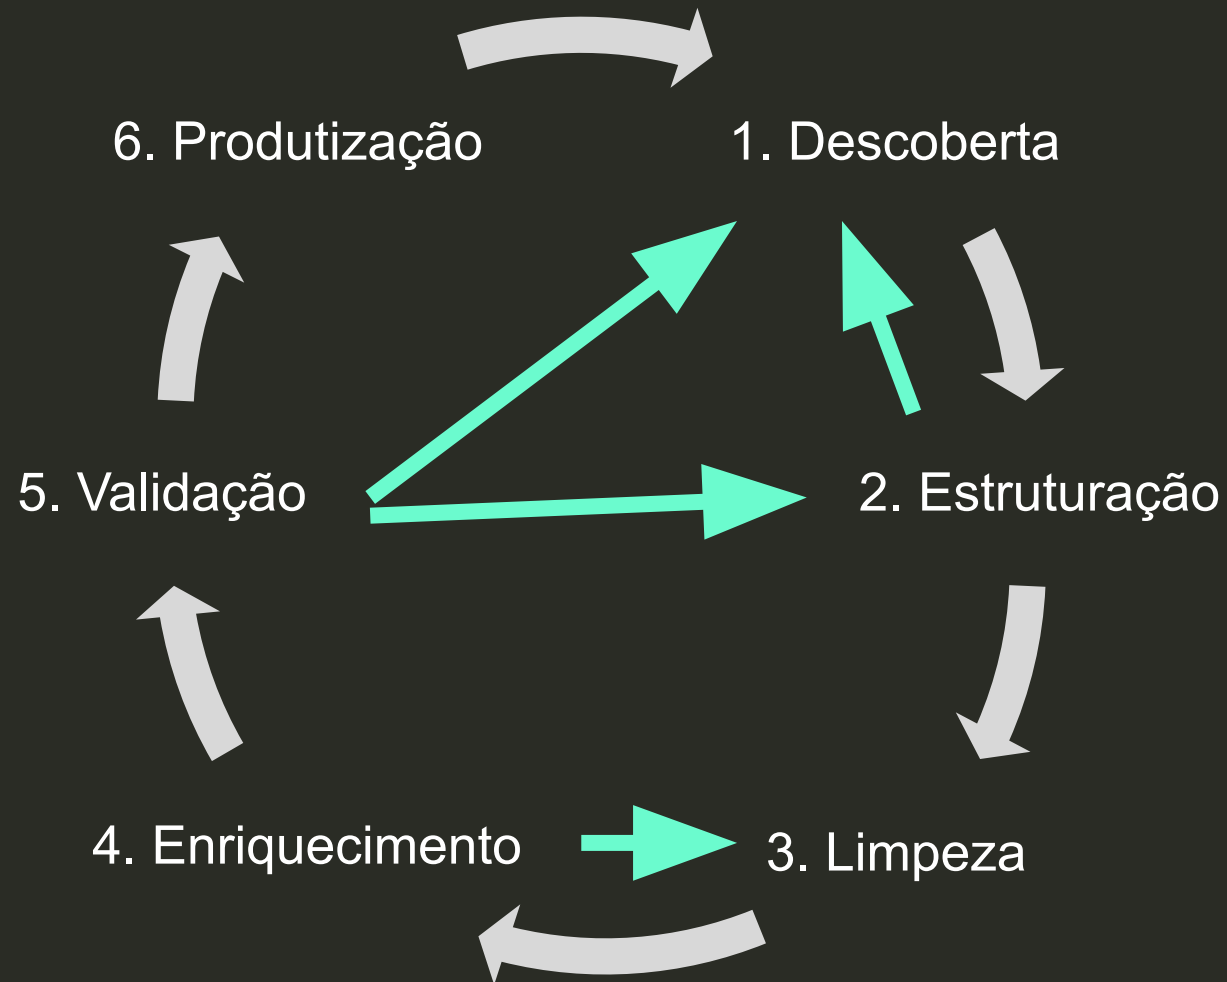 6. Produtização
1. Descoberta
5. Validação
2. Estruturação
4. Enriquecimento
3. Limpeza